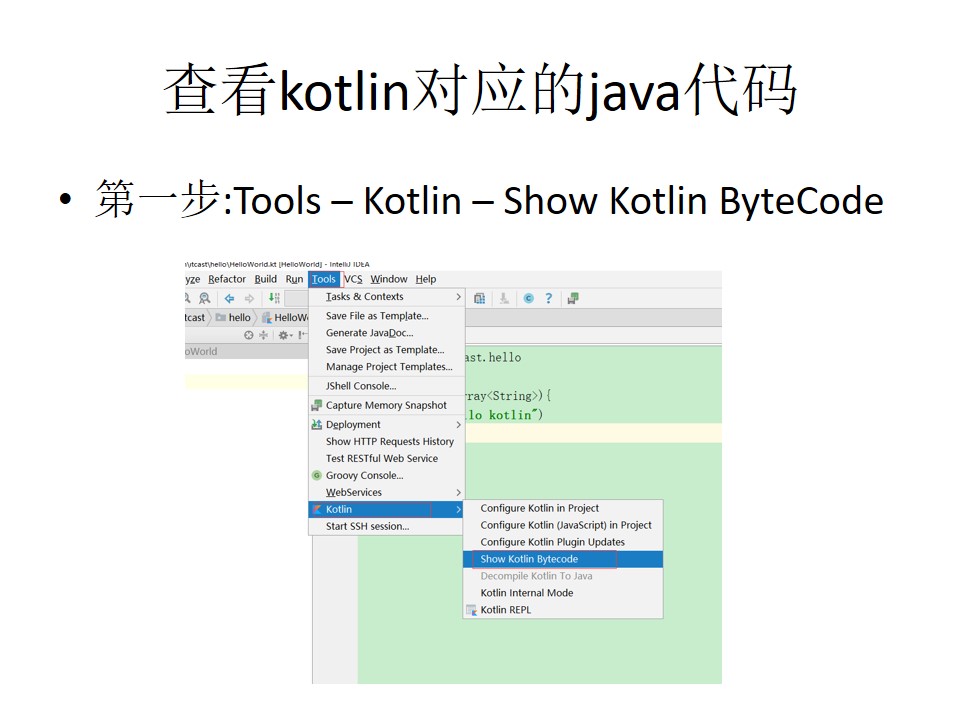 查看kotlin对应的java代码
• 第一步:Tools – Kotlin – Show Kotlin ByteCode
\itcast\hello\HelloWorld.kt [HelloWorld] - IntelliJ IDEA
yze Refactor Build Run Tools VCS Window Help
tcast hello HelloW
oWorld
Tasks & Contexts
Save File as Template...
Generate JavaDoc...
Save Project as Template...
Manage Project Templates...
JShell Console...
Capture Memory Snapshot
Deployment
Show HTTP Requests History
Test RESTful Web Service
Groovy Console...
WebServices
Kotlin
Start SSH session...
ast.hello
rray<String>){
lo kotlin")
Configure Kotlin in Project
Configure Kotlin (JavaScript) in Project
Configure Kotlin Plugin Updates
Show Kotlin Bytecode
Decompile Kotlin To Java
Kotlin Internal Mode
Kotlin REPL